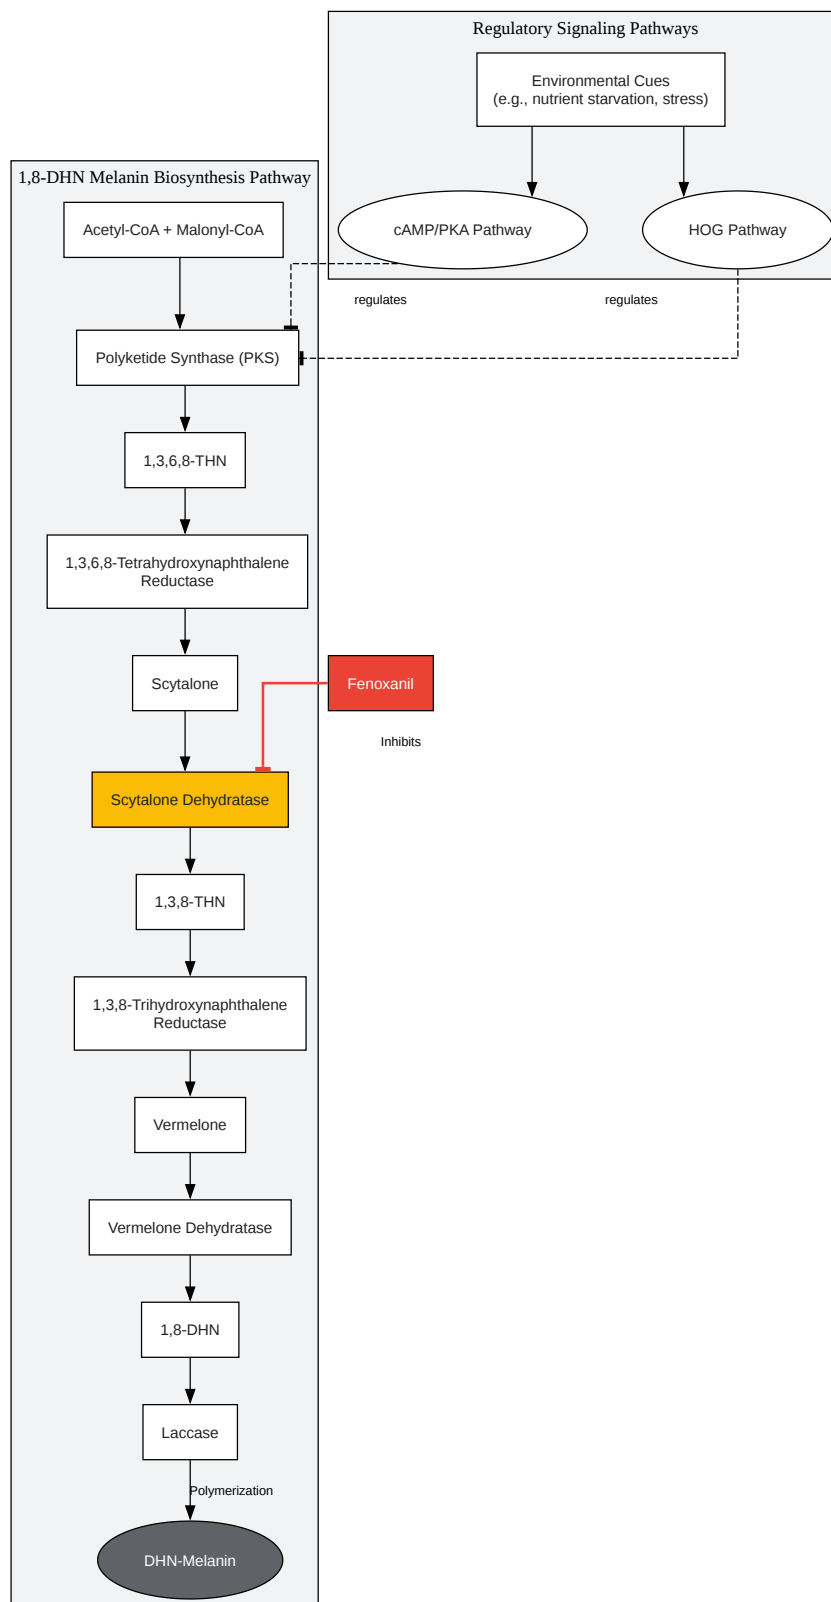 Regulatory Signaling Pathways
Environmental Cues
(e.g., nutrient starvation, stress)
1,8-DHN Melanin Biosynthesis Pathway
Acetyl-CoA + Malonyl-CoA
cAMP/PKA Pathway
HOG Pathway
regulates
regulates
Polyketide Synthase (PKS)
1,3,6,8-THN
1,3,6,8-Tetrahydroxynaphthalene
Reductase
Scytalone
Fenoxanil
Inhibits
Scytalone Dehydratase
1,3,8-THN
1,3,8-Trihydroxynaphthalene
Reductase
Vermelone
Vermelone Dehydratase
1,8-DHN
Laccase
Polymerization
DHN-Melanin